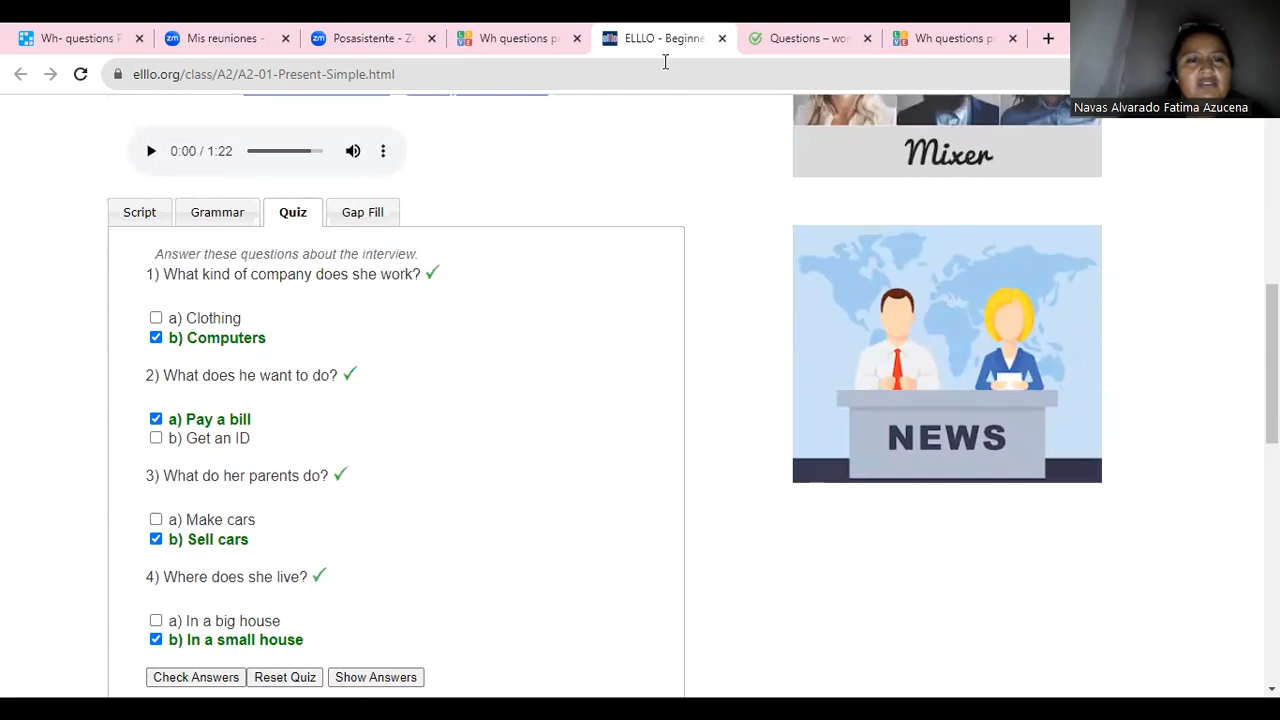 Wh- questions P
Mis reuniones -
Posasistente - Zo
Wh questions pr
ELLLO - Beginne
Questions – wor
Wh questions pr
elllo.org/class/A2/A2-01-Present-Simple.html
Navas Alvarado Fatima Azucena
0:00 / 1:22
Mixer
Script
Grammar
Quiz
Gap Fill
Answer these questions about the interview.
1) What kind of company does she work?
a) Clothing
b) Computers
2) What does he want to do?
a) Pay a bill
b) Get an ID
3) What do her parents do?
a) Make cars
b) Sell cars
4) Where does she live?
a) In a big house
b) In a small house
Check Answers
Reset Quiz
Show Answers
NEWS